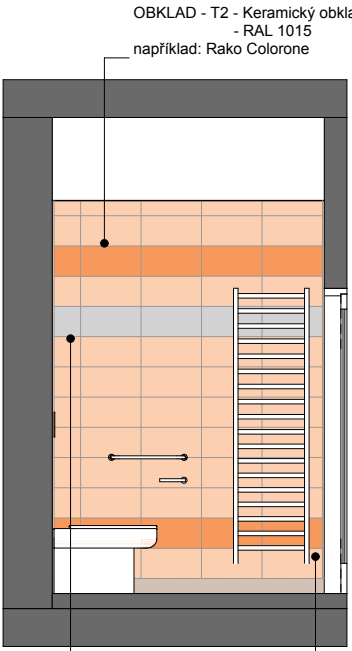 OBKLAD - T2 - Keramický obkla
- RAL 1015
například: Rako Colorone